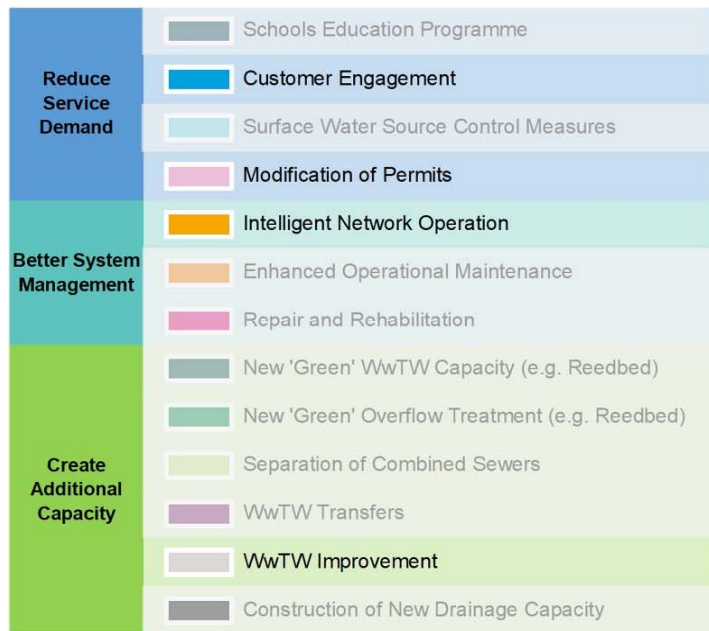 Reduce
Service
Demand
Schools Education Programme
Customer Engagement
Surface Water Source Control Measures
Modification of Permits
Better System
Management
Intelligent Network Operation
Enhanced Operational Maintenance
Repair and Rehabilitation
Create
Additional
Capacity
New 'Green' WwTW Capacity (e.g. Reedbed)
New 'Green' Overflow Treatment (e.g. Reedbed)
Separation of Combined Sewers
WwTW Transfers
WwTW Improvement
Construction of New Drainage Capacity